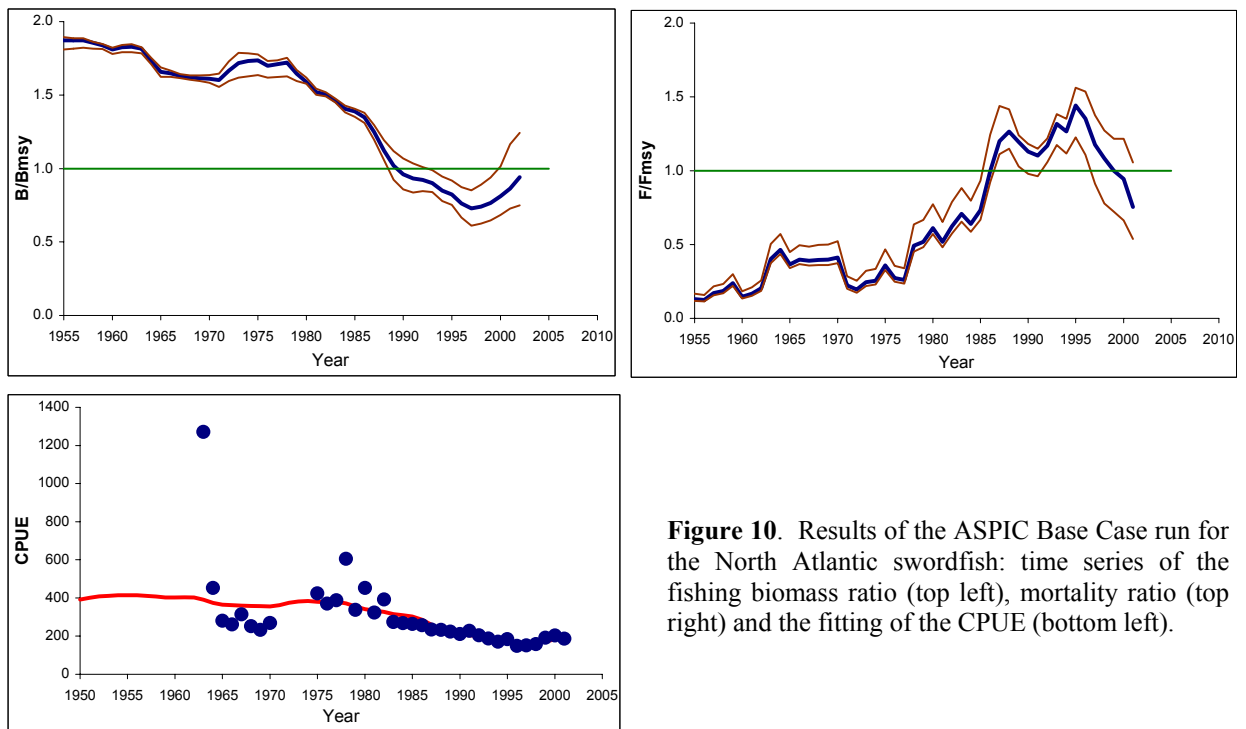 2.0
1.5
1.0
0.5
0.0
B/Bmsy
1955 1960 1965 1970 1975 1980 1985 1990 1995 2000 2005 2010
Year
2.0
1.5
1.0
0.5
0.0
F/Fmsy
1955 1960 1965 1970 1975 1980 1985 1990 1995 2000 2005 2010
Year
1400
1200
1000
800
600
400
200
0
CPUE
1950 1955 1960 1965 1970 1975 1980 1985 1990 1995 2000 2005
Year
Figure 10. Results of the ASPIC Base Case run for
the North Atlantic swordfish: time series of the
fishing biomass ratio (top left), mortality ratio (top
right) and the fitting of the CPUE (bottom left).